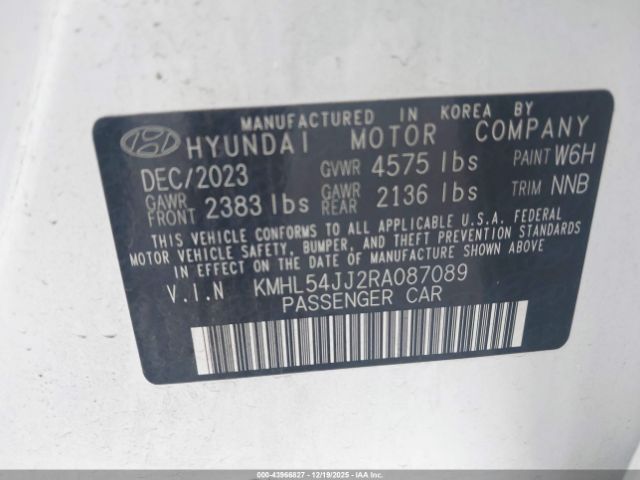 MANUFACTURED IN KOREA BY
HYUNDAI MOTOR COMPANY
DEC/2023 GVWR 4575 lbs PAINT W6H
GAWR FRONT 2383 lbs GAWR REAR 2136 lbs TRIM NNB
THIS VEHICLE CONFORMS TO ALL APPLICABLE U.S.A. FEDERAL
MOTOR VEHICLE SAFETY, BUMPER, AND THEFT PREVENTION STANDARDS
IN EFFECT ON THE DATE OF MANUFACTURE SHOWN ABOVE.
V.I.N KMHL54JJ2RA087089
PASSENGER CAR
000-43966827 - 12/19/2025 - COPART.COM